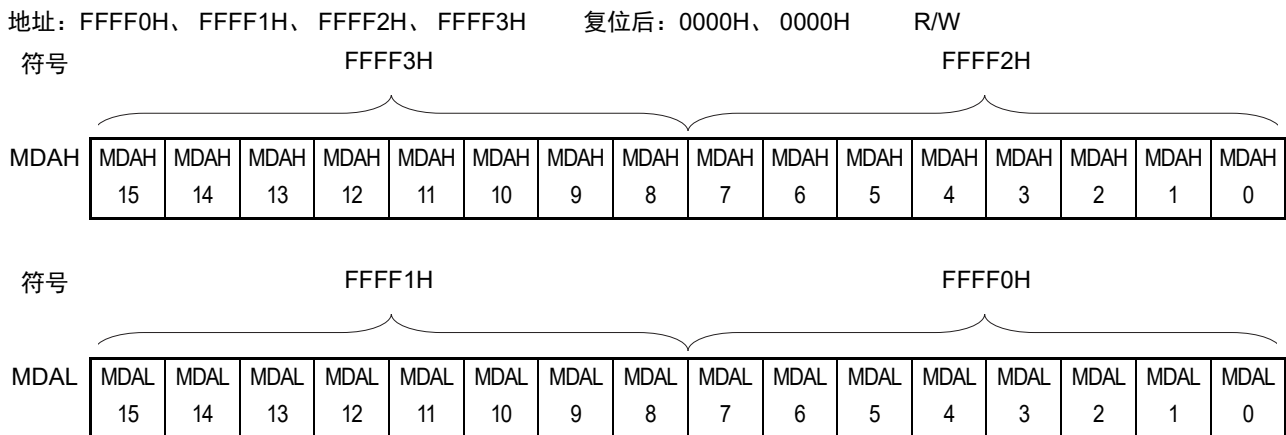 地址：FFFF0H、 FFFF1H、 FFFF2H、 FFFF3H 复位后：0000H、 0000H R/W
符号 FFFF3H FFFF2H
MDAH MDAH MDAH MDAH MDAH MDAH MDAH MDAH MDAH MDAH MDAH MDAH MDAH MDAH MDAH MDAH MDAH
15 14 13 12 11 10 9 8 7 6 5 4 3 2 1 0
符号 FFFF1H FFFF0H
MDAL MDAL MDAL MDAL MDAL MDAL MDAL MDAL MDAL MDAL MDAL MDAL MDAL MDAL MDAL MDAL MDAL
15 14 13 12 11 10 9 8 7 6 5 4 3 2 1 0